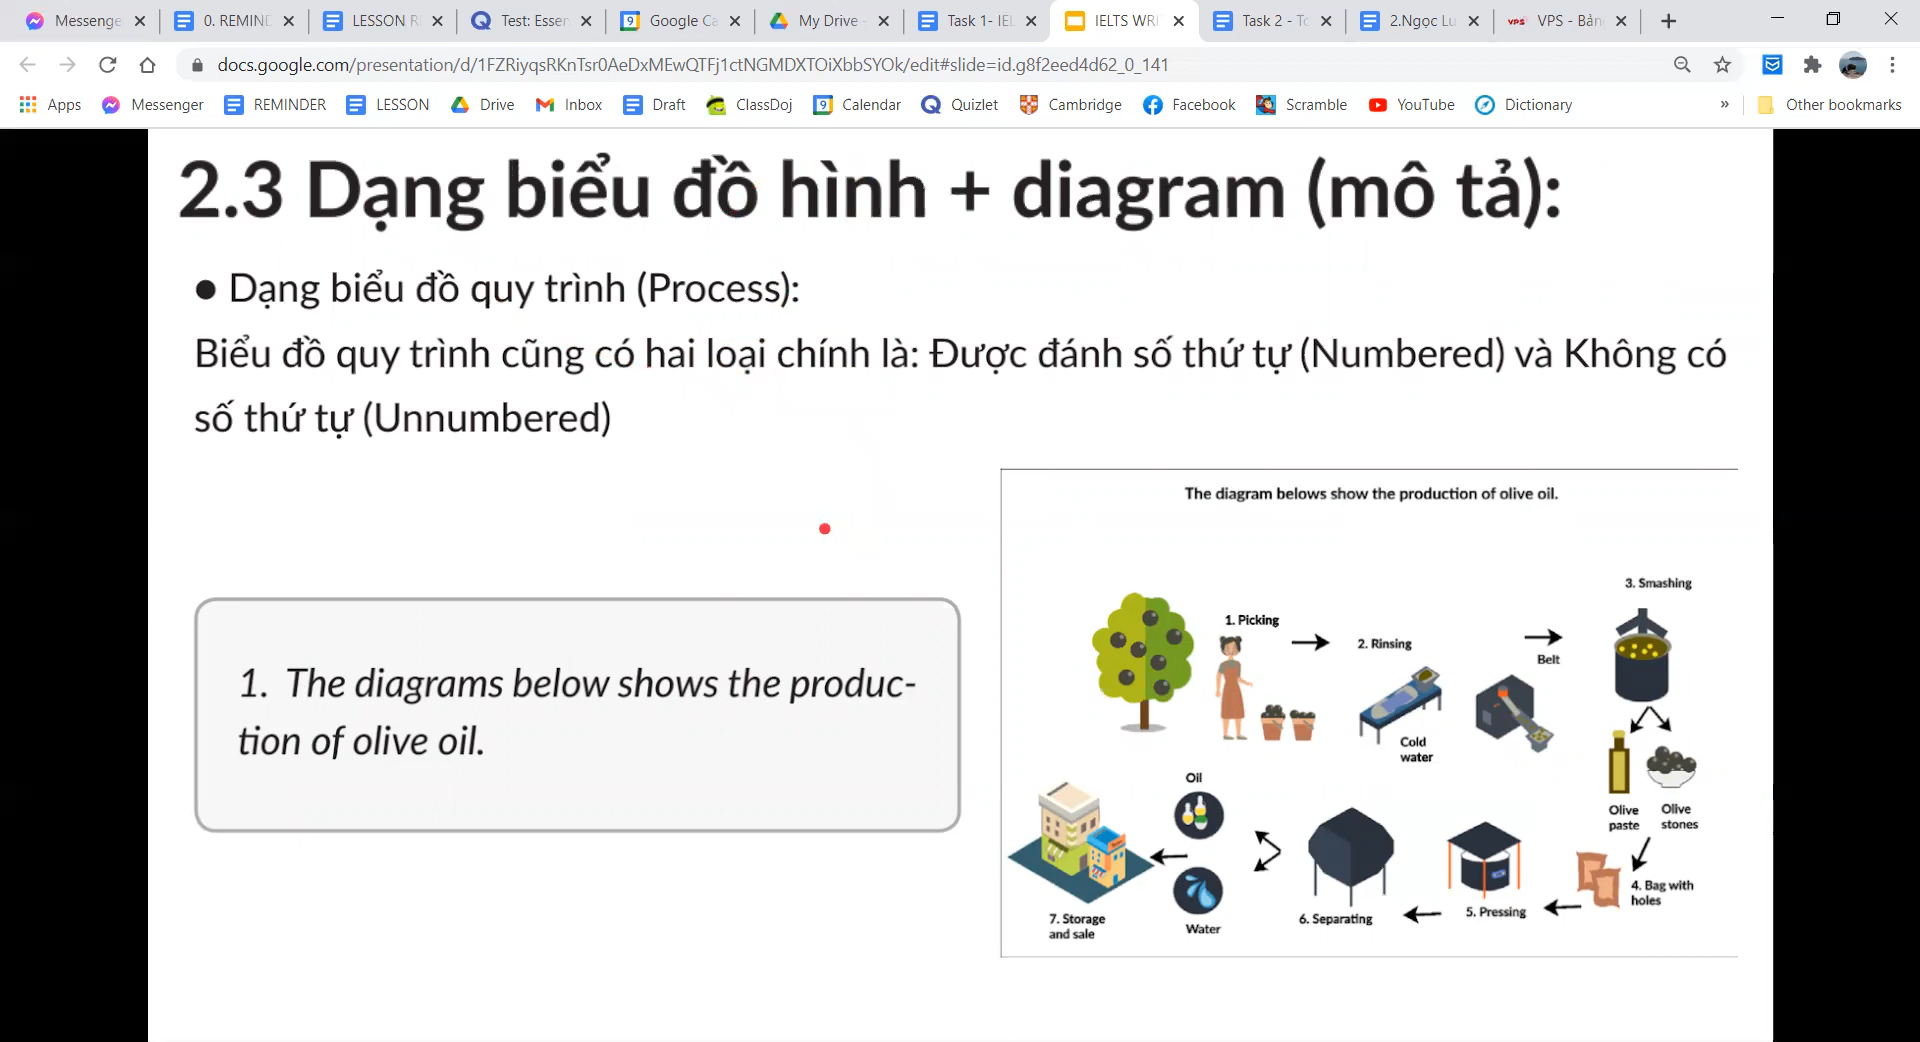 Messenge
0. REMIND
LESSON R
Test: Essen
Google Ca
My Drive -
Task 1- IEL
IELTS WRI
Task 2 - To
2.Ngọc Lu
VPS - Bản
docs.google.com/presentation/d/1FZRiyqsRKnTsr0AeDxMEwQTFj1ctNGMDXTOiXbbSYOk/edit#slide=id.g8f2eed4d62_0_141
Apps
Messenger
REMINDER
LESSON
Drive
Inbox
Draft
ClassDoj
Calendar
Quizlet
Cambridge
Facebook
Scramble
YouTube
Dictionary
»
Other bookmarks
2.3 Dạng biểu đồ hình + diagram (mô tả):
● Dạng biểu đồ quy trình (Process):
Biểu đồ quy trình cũng có hai loại chính là: Được đánh số thứ tự (Numbered) và Không có
số thứ tự (Unnumbered)
1. The diagrams below shows the produc-
tion of olive oil.
The diagram belows show the production of olive oil.
1. Picking
2. Rinsing
Cold
water
Belt
3. Smashing
Olive
paste
Olive
stones
4. Bag with
holes
5. Pressing
6. Separating
Oil
Water
7. Storage
and sale